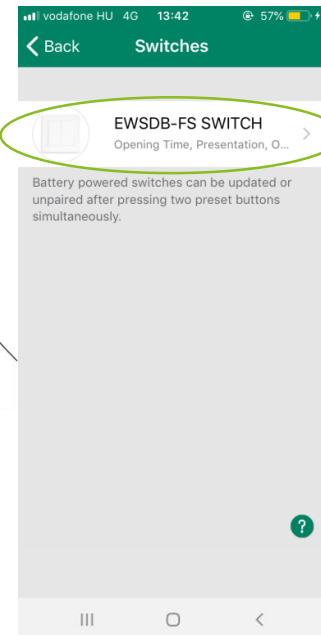 vodafone HU 4G 13:42 57%
Back Switches
EWSDB-FS SWITCH
Opening Time, Presentation, O...
Battery powered switches can be updated or
unpaired after pressing two preset buttons
simultaneously.
?